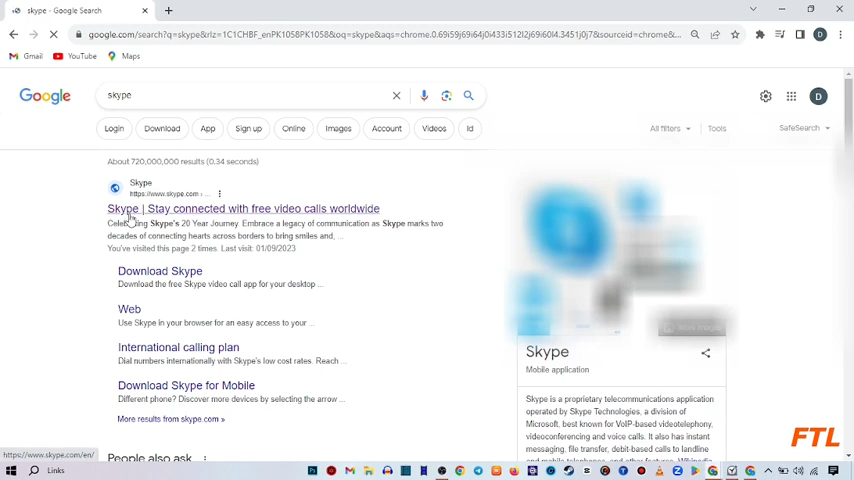 skype - Google Search
google.com/search?q=skype&rlz=1C1CHBF_enPK1058PK1058&oq=skype&aqs=chrome.0.69i59j69i64j0i433i512l2j69i60l4.3451j0j7&sourceid=chrome&...
Gmail YouTube Maps
Google skype D
Login Download App Sign up Online Images Account Videos Id All filters Tools SafeSearch
About 720,000,000 results (0.34 seconds)
Skype
https://www.skype.com › ...
Skype | Stay connected with free video calls worldwide
Skype's 20 Year Journey. Embrace a legacy of communication as Skype marks two
decades of connecting hearts across borders to bring smiles and, ...
You've visited this page 2 times. Last visit: 01/09/2023
Download Skype
Download the free Skype video call app for your desktop ...
Web
Use Skype in your browser for an easy access to your ...
International calling plan
Dial numbers internationally with Skype's low cost rates. Reach ...
Download Skype for Mobile
Different phone? Discover more devices by selecting the arrow ...
More results from skype.com »
People also ask
Skype
Mobile application
Skype is a proprietary telecommunications application
operated by Skype Technologies, a division of
Microsoft, best known for VoIP-based videotelephony,
videoconferencing and voice calls. It also has instant
messaging, file transfer, debit-based calls to landline
and mobile telephones, and other features. Wikipedia
FTL
https://www.skype.com/en/
Links